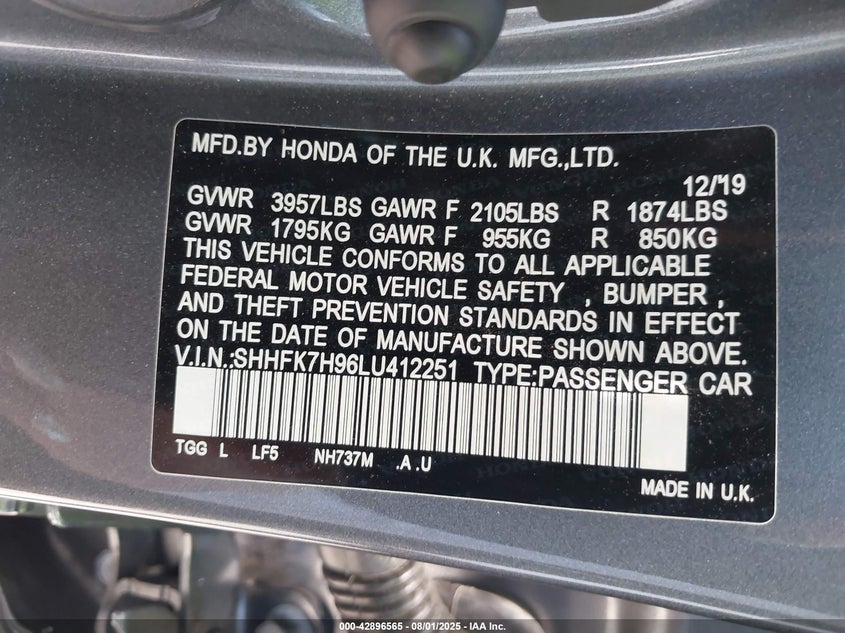 MFD.BY HONDA OF THE U.K. MFG.,LTD.
12/'19
GVWR 3957LBS GAWR F 2105LBS R 1874LBS
GVWR 1795KG GAWR F 955KG R 850KG
THIS VEHICLE CONFORMS TO ALL APPLICABLE
FEDERAL MOTOR VEHICLE SAFETY , BUMPER ,
AND THEFT PREVENTION STANDARDS IN EFFECT
ON THE DATE OF MANUFACTURE SHOWN ABOVE.
V.I.N.:SHHFK7H96LU412251 TYPE:PASSENGER CAR
TGG L LF5 NH737M .A .U
MADE IN U.K.
000-42896565 | 08/01/2025 - IAA Inc.